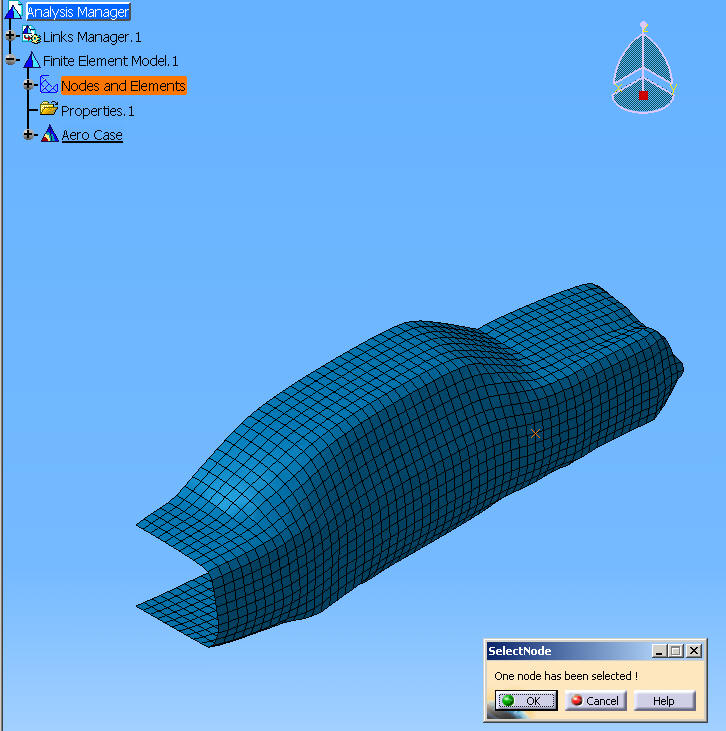 Analysis Manager
Links Manager.1
Finite Element Model.1
Nodes and Elements
Properties.1
Aero Case
SelectNode
One node has been selected !
OK Cancel Help